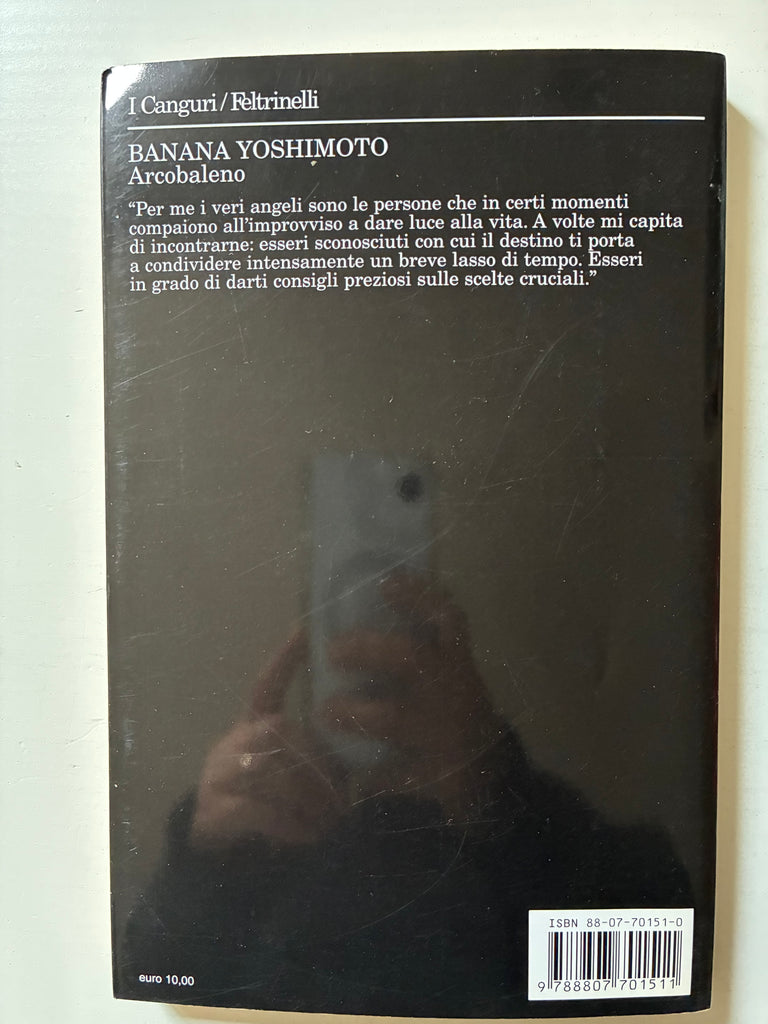 I Canguri / Feltrinelli
BANANA YOSHIMOTO
Arcobaleno
“Per me i veri angeli sono le persone che in certi momenti
compaiono all’improvviso a dare luce alla vita. A volte mi capita
di incontrarne: esseri sconosciuti con cui il destino ti porta
a condividere intensamente un breve lasso di tempo. Esseri
in grado di darti consigli preziosi sulle scelte cruciali.”
ISBN 88-07-70151-0
9 788807 701511
euro 10,00